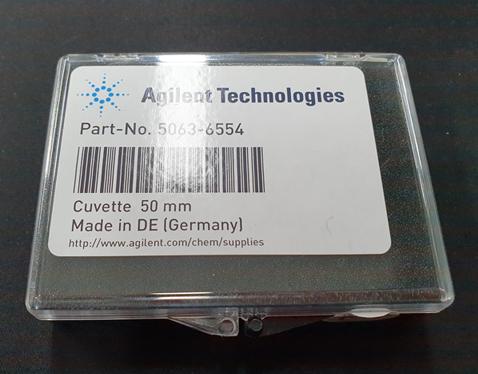 Agilent Technologies
Part-No. 5063-6554
Cuvette 50 mm
Made in DE (Germany)
http://www.agilent.com/chem/supplies